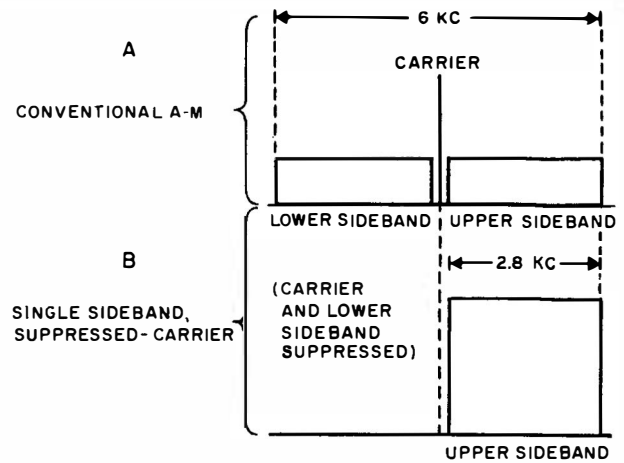 6 KC
A
CARRIER
CONVENTIONAL A-M
LOWER SIDEBAND
UPPER SIDEBAND
B
2.8 KC
SINGLE SIDEBAND,
SUPPRESSED-CARRIER
(CARRIER
AND LOWER
SIDEBAND
SUPPRESSED)
UPPER SIDEBAND